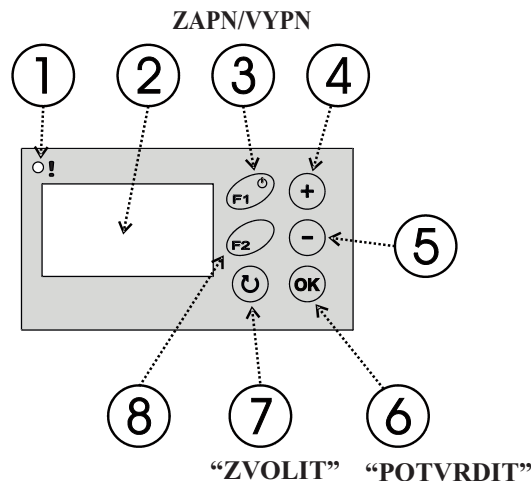 ZAPN/VYPN
1 2 3 4
!
F1 +
F2 -
5
OK
8 7 6
“ZVOLIT” “POTVRDIT”